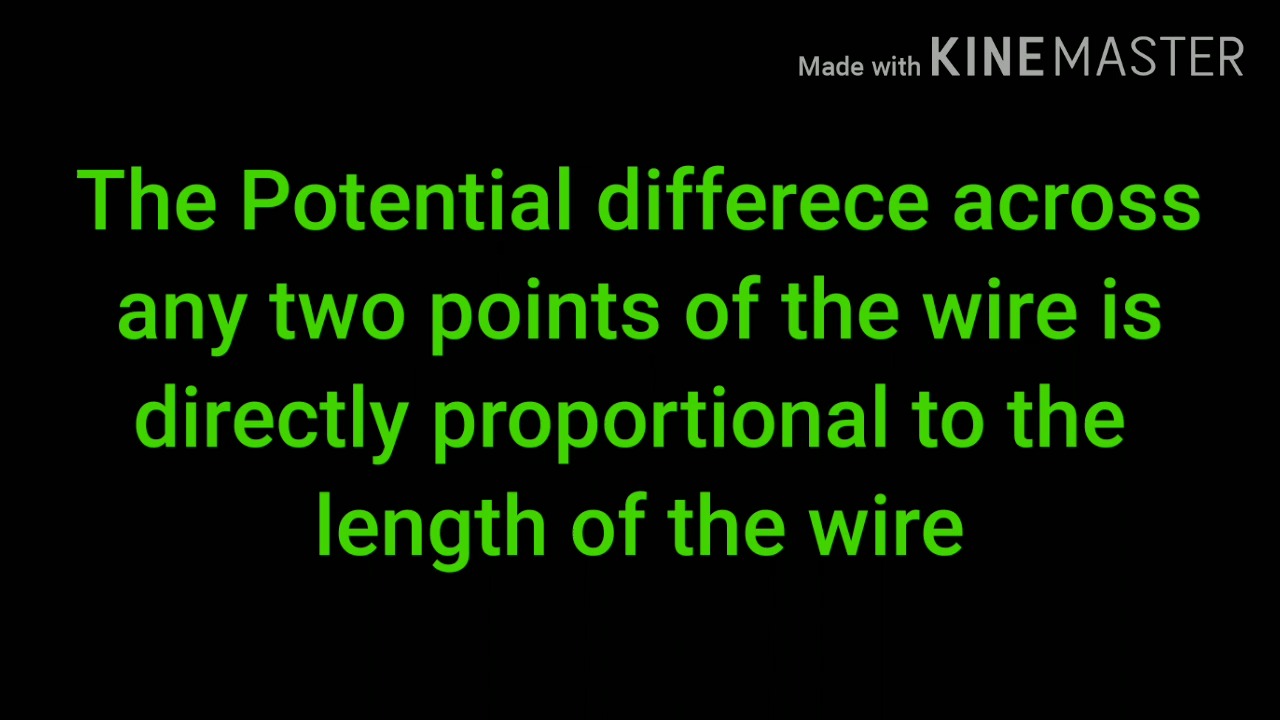 Made with KINEMASTER
The Potential differece across
any two points of the wire is
directly proportional to the
length of the wire